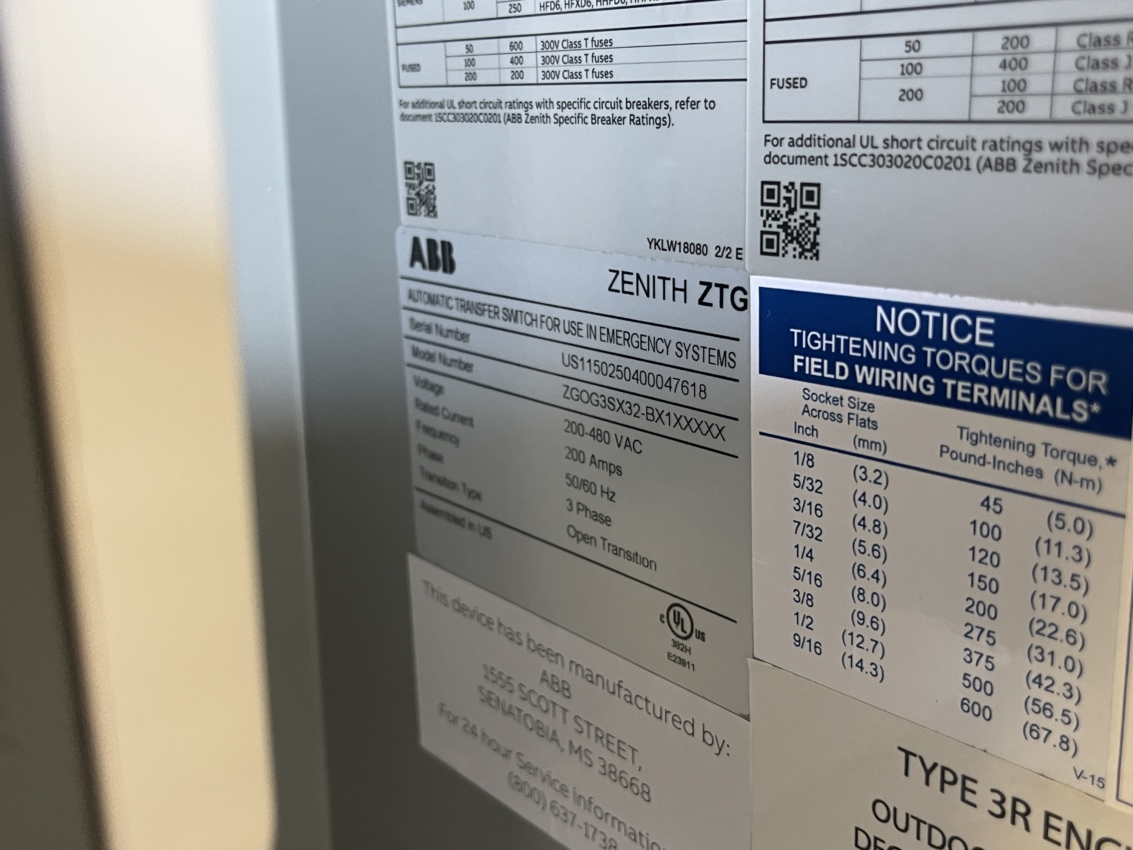 SIEMENS 100 250 HFD6, HFXD6, HHFD6,
FUSED
50 600 300V Class T fuses
100 400 300V Class T fuses
200 200 300V Class T fuses
For additional UL short circuit ratings with specific circuit breakers, refer to
document 1SCC303020C0201 (ABB Zenith Specific Breaker Ratings).
YKLW18080 2/2 E
ABB
ZENITH ZTG
AUTOMATIC TRANSFER SWITCH FOR USE IN EMERGENCY SYSTEMS
Serial Number US1150250400047618
Model Number ZGOG3SX32-BX1XXXXX
Voltage 200-480 VAC
Rated Current 200 Amps
Frequency 50/60 Hz
Phase 3 Phase
Transition Type Open Transition
Assembled in US
C UL US
382H
E23911
This device has been manufactured by:
ABB
1555 SCOTT STREET,
SENATOBIA, MS 38668
For 24 hour Service information
(800) 637-1738
FUSED
50 200 Class R
100 400 Class J
200 100 Class R
200 Class J
For additional UL short circuit ratings with spe
document 1SCC303020C0201 (ABB Zenith Spec
NOTICE
TIGHTENING TORQUES FOR
FIELD WIRING TERMINALS*
Socket Size
Across Flats
Inch (mm)
Tightening Torque,*
Pound-Inches (N-m)
1/8 (3.2) 45 (5.0)
5/32 (4.0) 100 (11.3)
3/16 (4.8) 120 (13.5)
7/32 (5.6) 150 (17.0)
1/4 (6.4) 200 (22.6)
5/16 (8.0) 275 (31.0)
3/8 (9.6) 375 (42.3)
1/2 (12.7) 500 (56.5)
9/16 (14.3) 600 (67.8)
V-15
TYPE 3R ENC
OUTDO